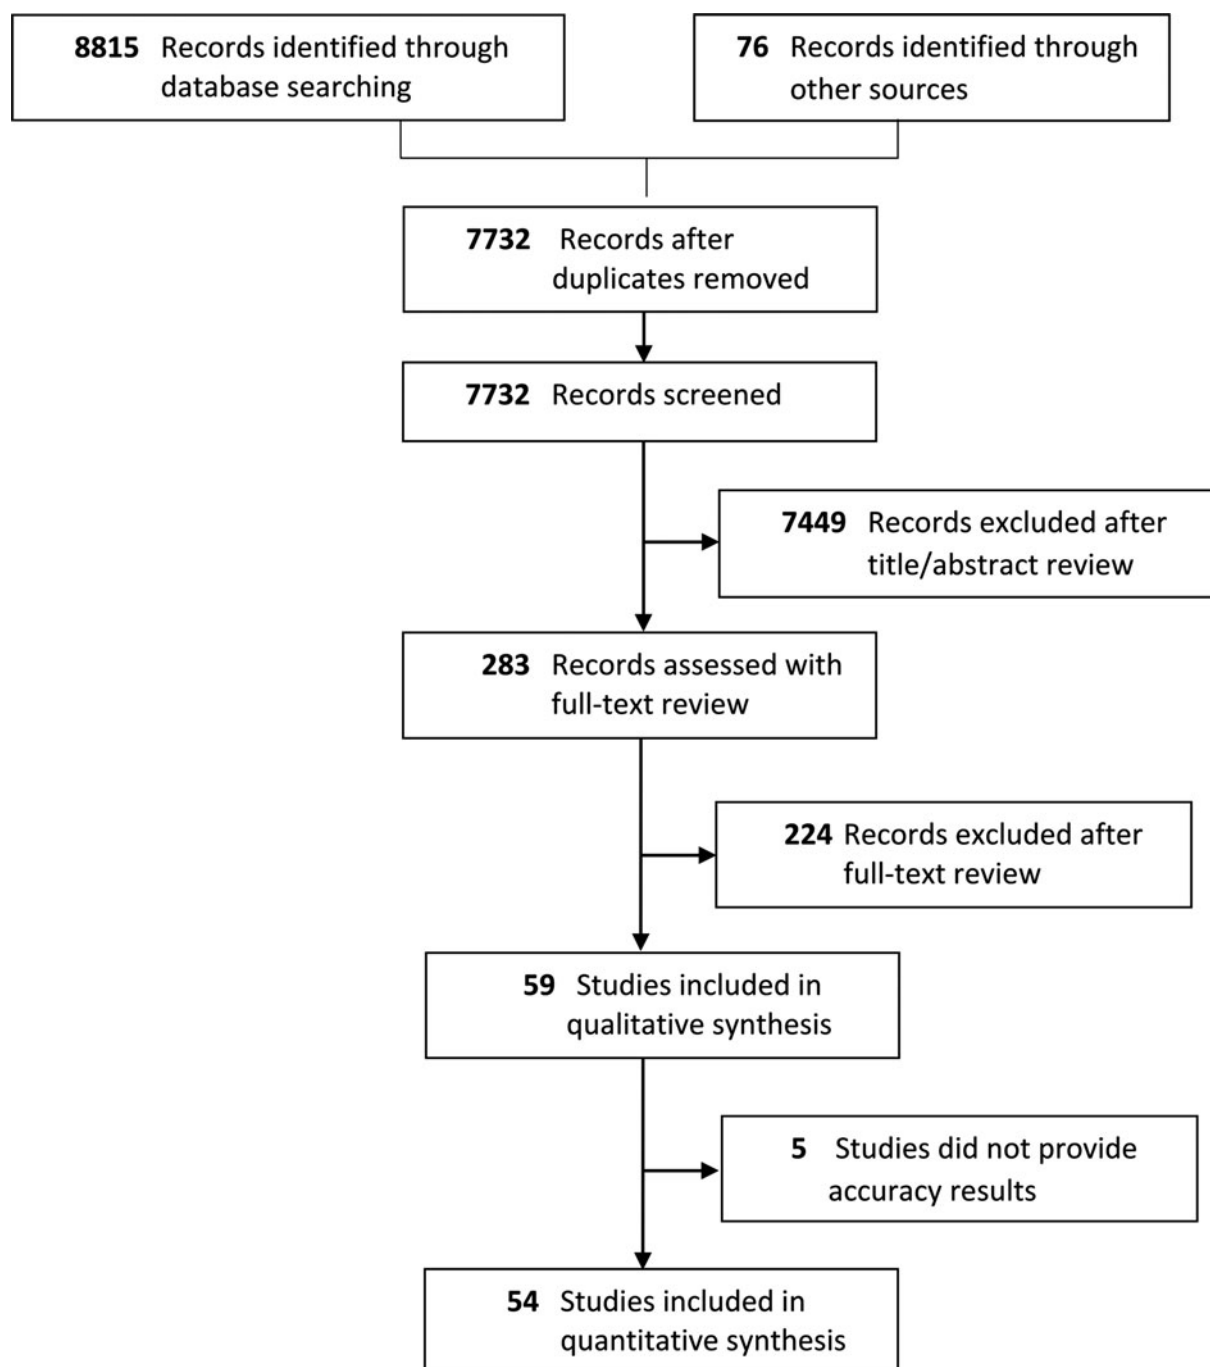 8815 Records identified through
database searching
76 Records identified through
other sources
7732 Records after
duplicates removed
7732 Records screened
7449 Records excluded after
title/abstract review
283 Records assessed with
full-text review
224 Records excluded after
full-text review
59 Studies included in
qualitative synthesis
5 Studies did not provide
accuracy results
54 Studies included in
quantitative synthesis